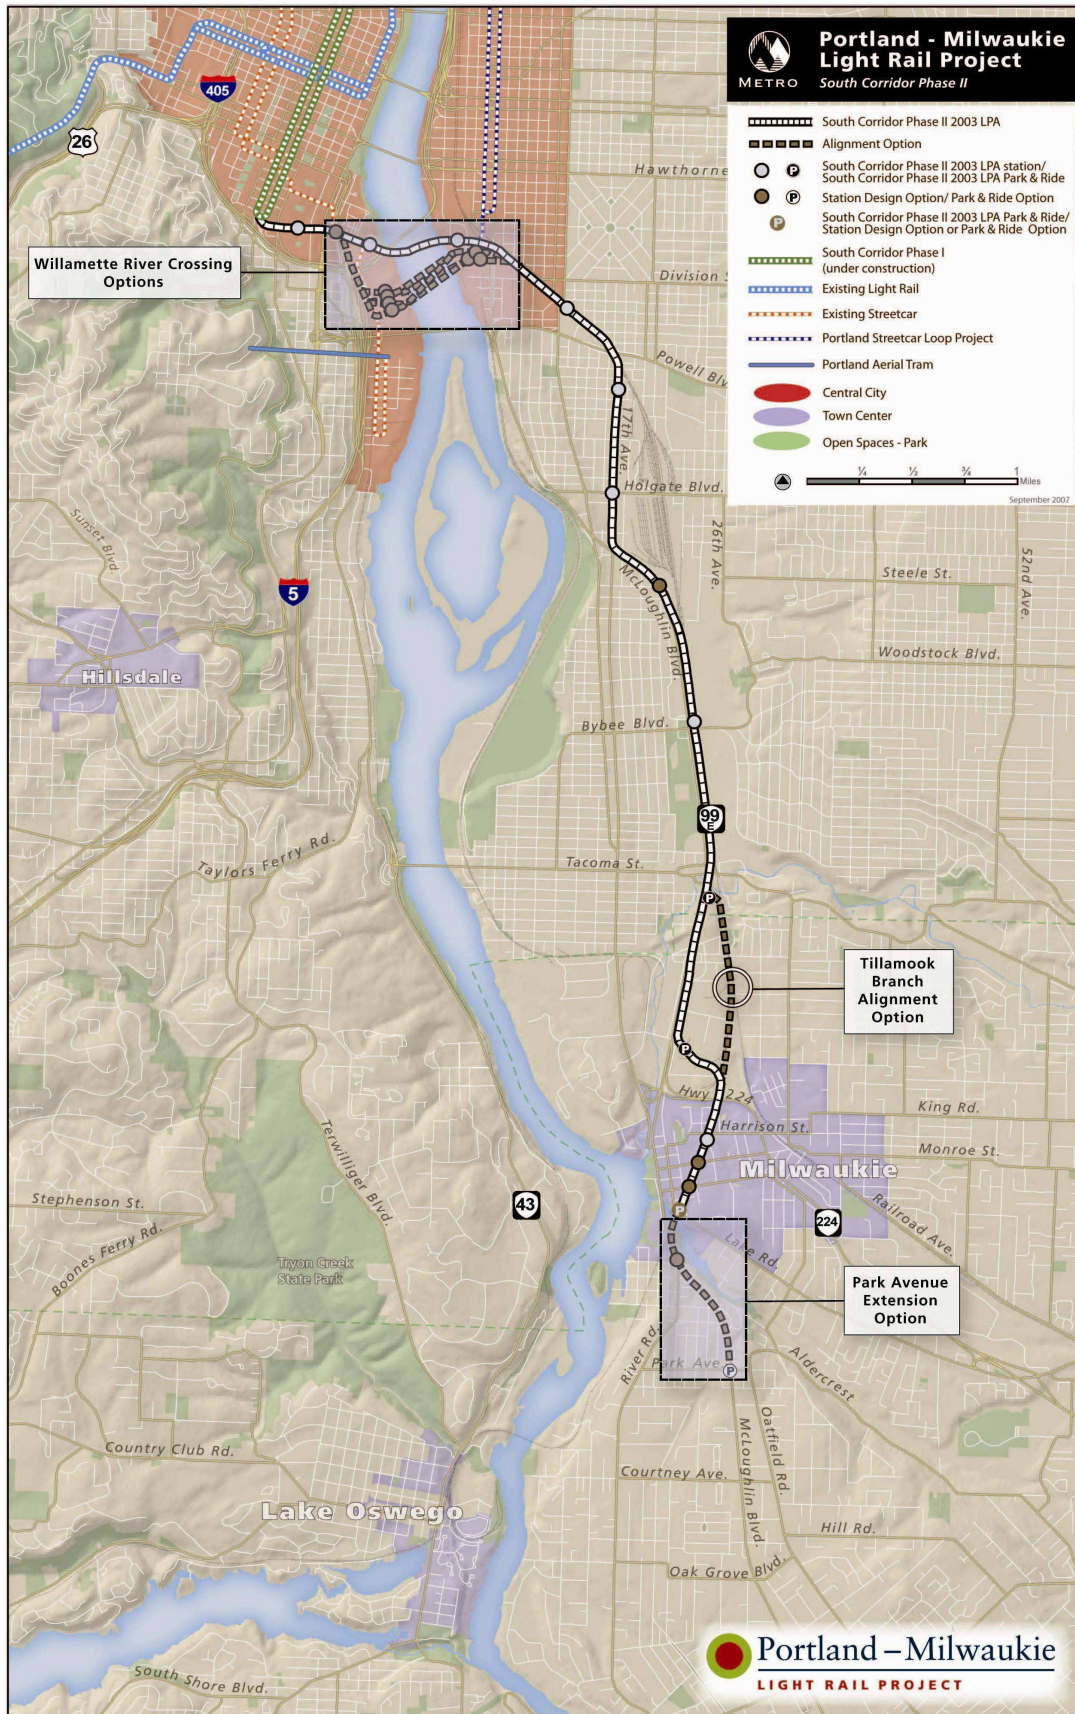 Portland - Milwaukie
Light Rail Project
South Corridor Phase II
METRO
South Corridor Phase II 2003 LPA
Alignment Option
South Corridor Phase II 2003 LPA station/
South Corridor Phase II 2003 LPA Park & Ride
P
Station Design Option/ Park & Ride Option
P
South Corridor Phase II 2003 LPA Park & Ride/
Station Design Option or Park & Ride Option
P
South Corridor Phase I
(under construction)
Existing Light Rail
Existing Streetcar
Portland Streetcar Loop Project
Portland Aerial Tram
Central City
Town Center
Open Spaces - Park
¼ ½ ¾ 1
Miles
September 2007
405
26
Hawthorne
Willamette River Crossing
Options
Division S
Powell Blv
17th Ave.
Holgate Blvd.
26th Ave.
52nd Ave.
Sunset Blvd.
5
McLoughlin Blvd.
Steele St.
Woodstock Blvd.
Hillsdale
Bybee Blvd.
99
E
Taylors Ferry Rd.
Tacoma St.
P
Tillamook
Branch
Alignment
Option
P
Hwy 224
King Rd.
Harrison St.
Monroe St.
Terwilliger Blvd.
Milwaukie
Stephenson St.
43
P
224
Railroad Ave.
Boones Ferry Rd.
Lake Rd.
Tryon Creek
State Park
Park Avenue
Extension
Option
River Rd.
Park Ave.
P
Aldercrest
Country Club Rd.
McLoughlin Blvd.
Oatfield Rd.
Courtney Ave.
Lake Oswego
Hill Rd.
Oak Grove Blvd.
South Shore Blvd.
Portland – Milwaukie
LIGHT RAIL PROJECT